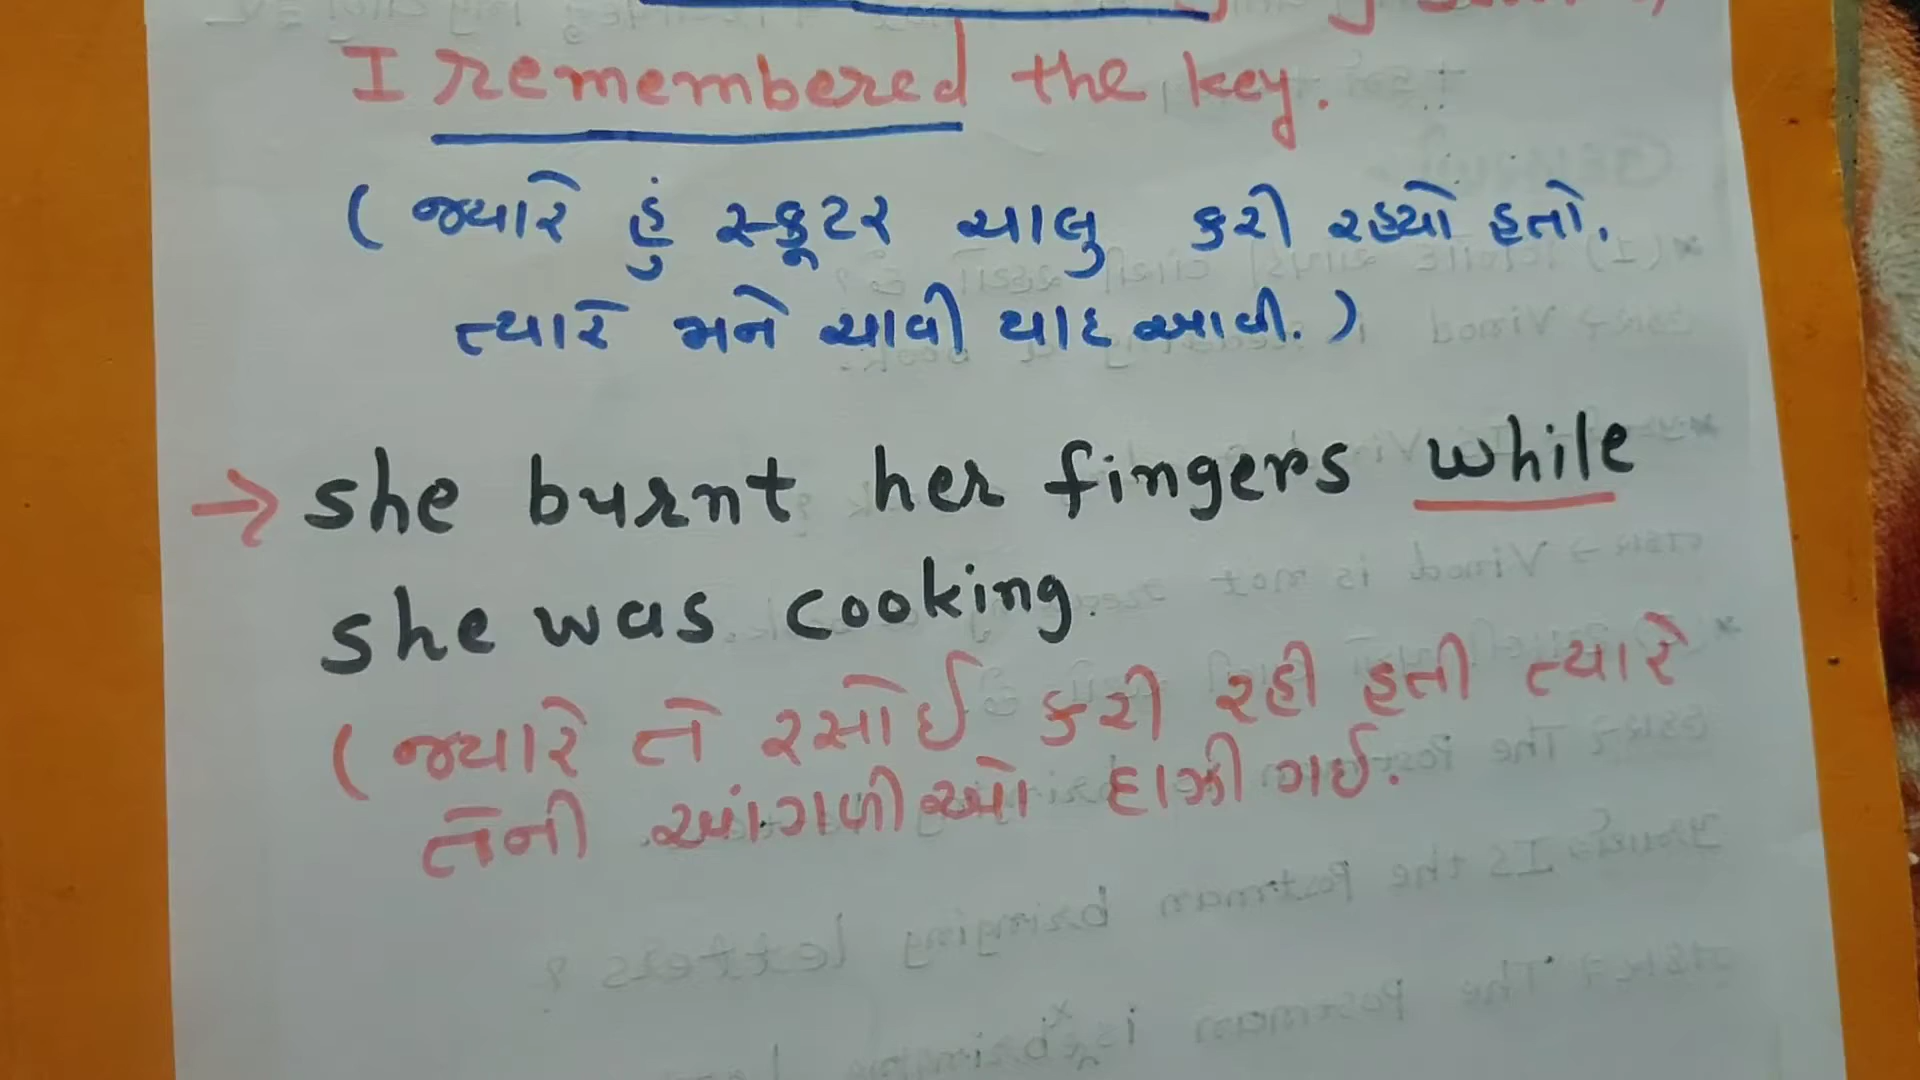 I remembered the key.
( જ્યારે હું સ્કૂટર ચાલુ કરી રહ્યો હતો.
ત્યારે મને ચાવી યાદ આવી. )
→ she burnt her fingers while
she was cooking.
( જ્યારે તે રસોઈ કરી રહી હતી ત્યારે
તેની આંગળીઓ દાઝી ગઈ.